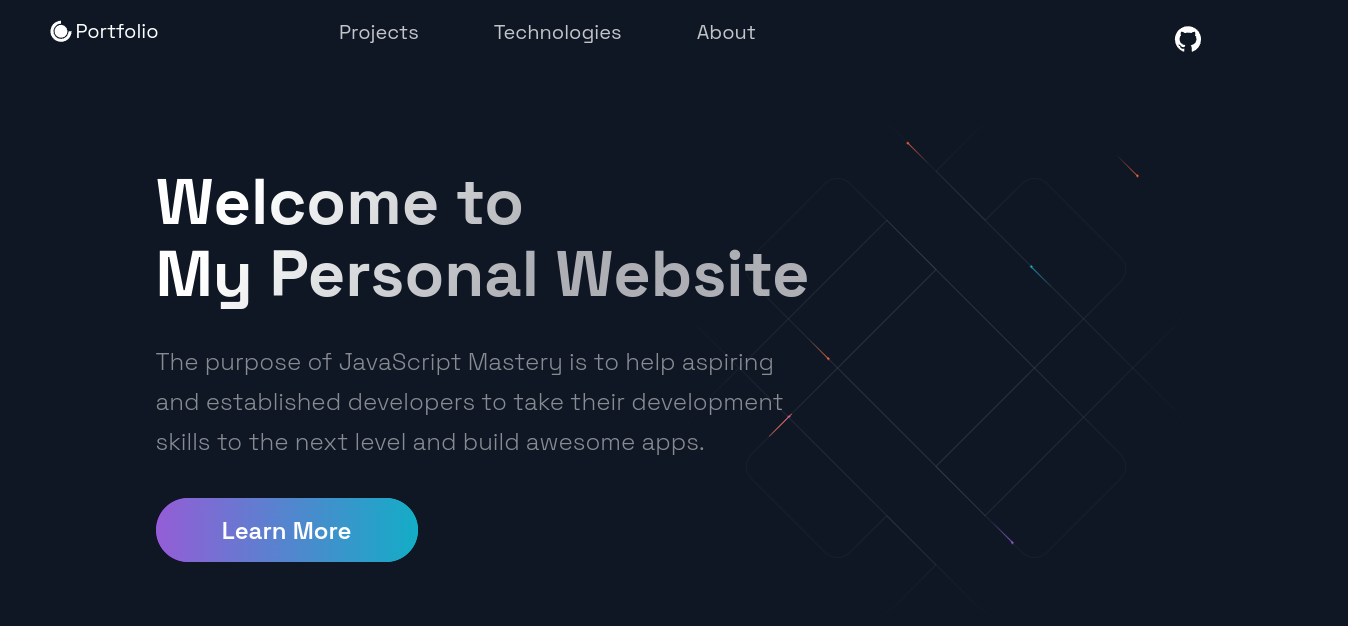 Portfolio
Projects
Technologies
About
Welcome to
My Personal Website
The purpose of JavaScript Mastery is to help aspiring
and established developers to take their development
skills to the next level and build awesome apps.
Learn More